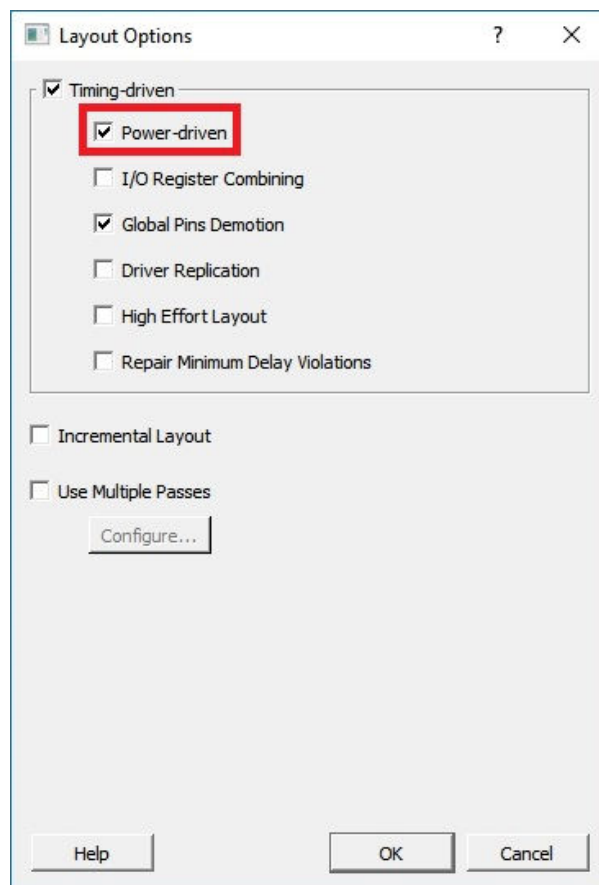 Layout Options ?
Timing-driven
Power-driven
I/O Register Combining
Global Pins Demotion
Driver Replication
High Effort Layout
Repair Minimum Delay Violations
Incremental Layout
Use Multiple Passes
Configure...
Help OK Cancel